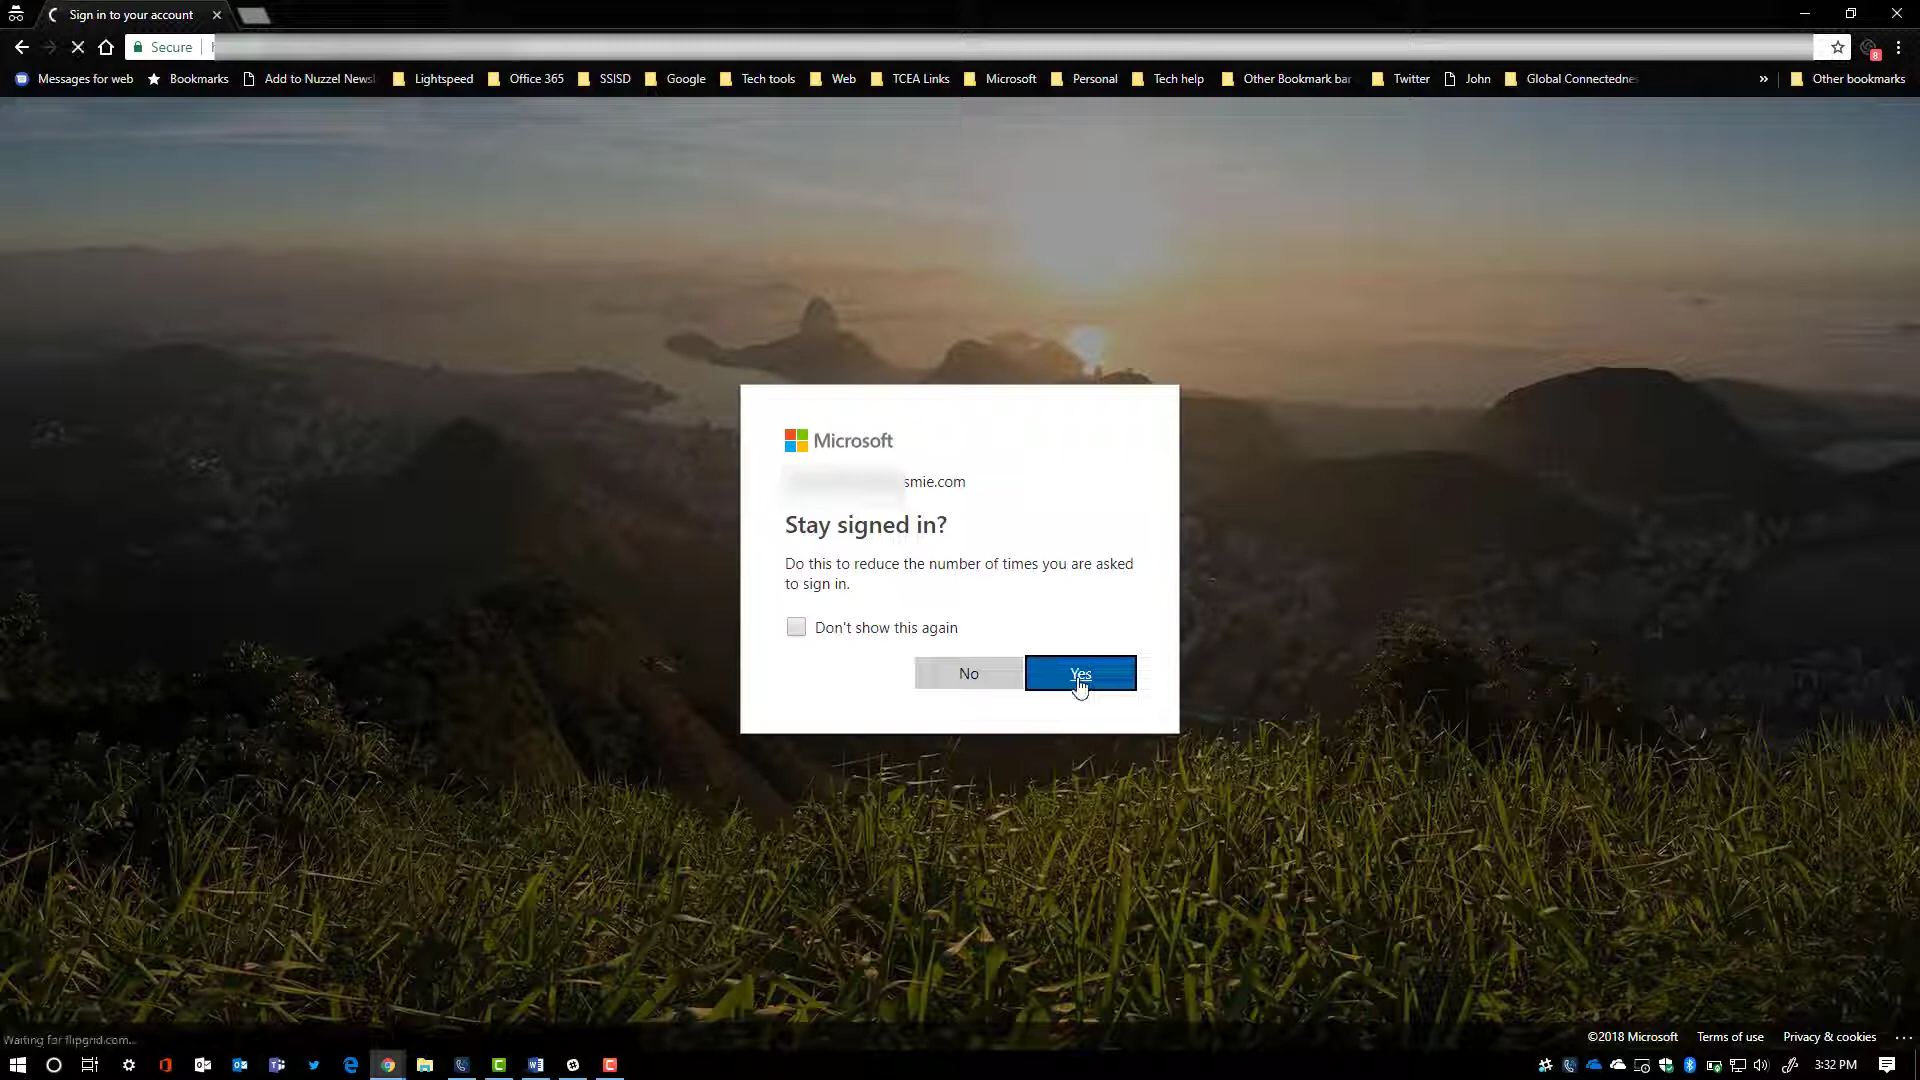 Sign in to your account
Secure
Messages for web Bookmarks Add to Nuzzel Newsl Lightspeed Office 365 SSISD Google Tech tools Web TCEA Links Microsoft Personal Tech help Other Bookmark bar Twitter John Global Connectednes » Other bookmarks
8
Microsoft
smie.com
Stay signed in?
Do this to reduce the number of times you are asked
to sign in.
Don't show this again
No Yes
Waiting for flipgrid.com...
©2018 Microsoft Terms of use Privacy & cookies ...
3:32 PM